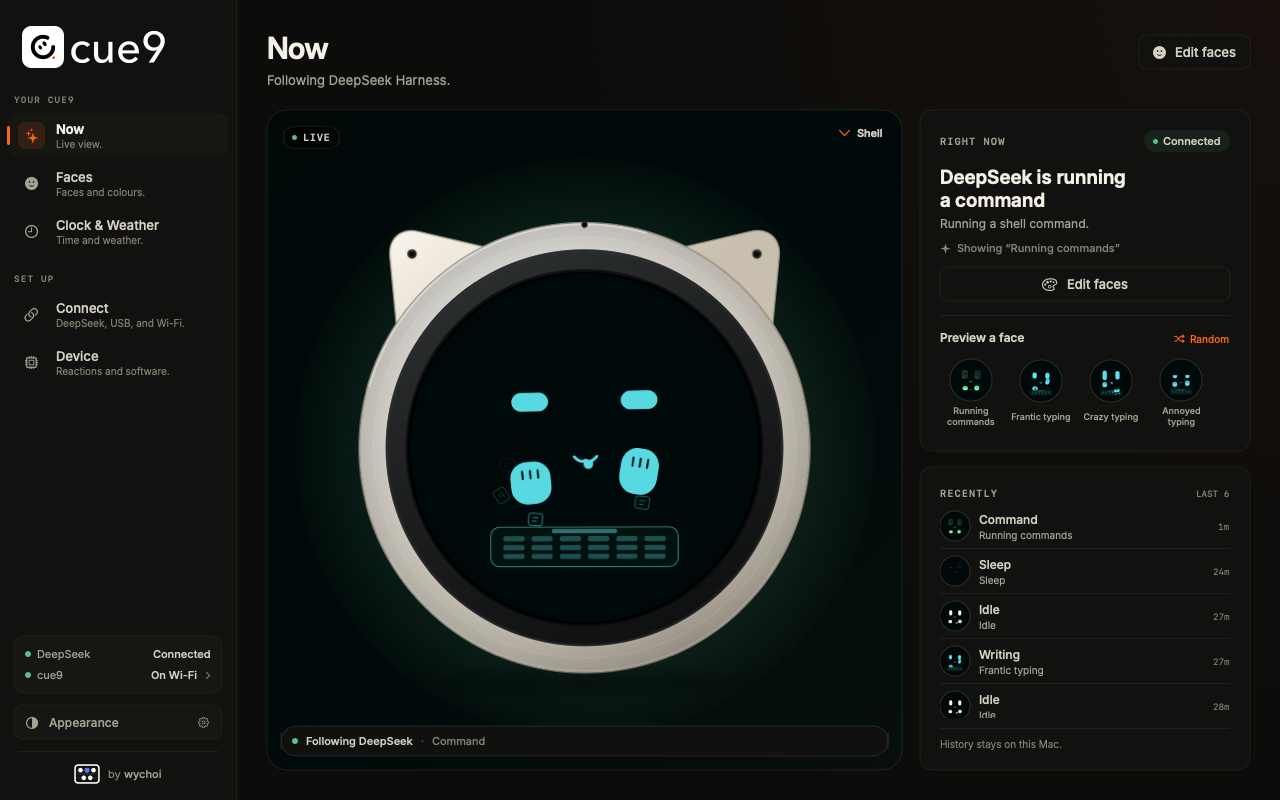 cue9
YOUR CUE9
Now
Live view.
Faces
Faces and colours.
Clock & Weather
Time and weather.
SET UP
Connect
DeepSeek, USB, and Wi-Fi.
Device
Reactions and software.
DeepSeek Connected
cue9 On Wi-Fi
Appearance
by wychoi
Now
Following DeepSeek Harness.
Edit faces
LIVE
Shell
Following DeepSeek · Command
RIGHT NOW
Connected
DeepSeek is running
a command
Running a shell command.
Showing “Running commands”
Edit faces
Preview a face
Random
Running
commands
Frantic typing
Crazy typing
Annoyed
typing
RECENTLY
LAST 6
Command
Running commands
1m
Sleep
Sleep
24m
Idle
Idle
27m
Writing
Frantic typing
27m
Idle
Idle
28m
History stays on this Mac.